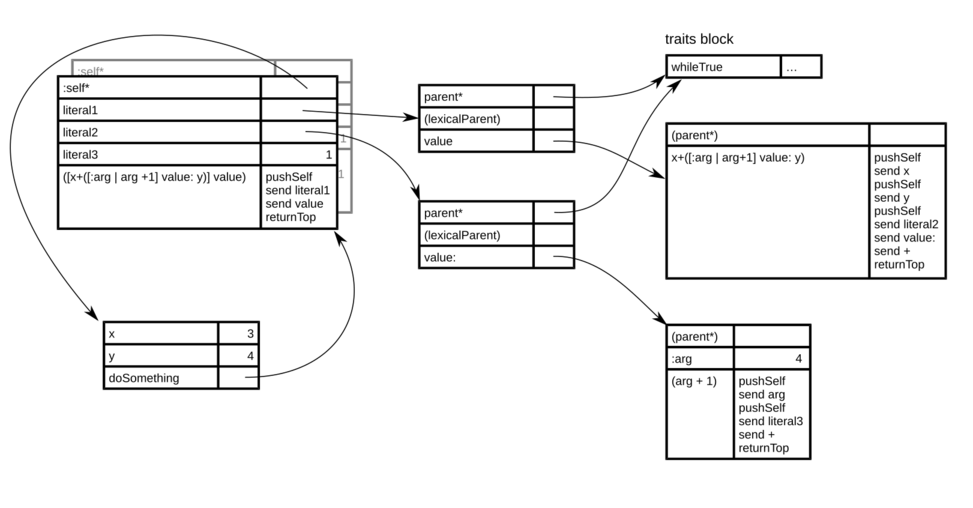 traits block
whileTrue ...
:self*
1
1
:self*
literal1
literal2
literal3 1
([x+([:arg | arg +1] value: y)] value)
pushSelf
send literal1
send value
returnTop
parent*
(lexicalParent)
value
(parent*)
x+([:arg | arg+1] value: y)
pushSelf
send x
pushSelf
send y
pushSelf
send literal2
send value:
send +
returnTop
parent*
(lexicalParent)
value:
x 3
y 4
doSomething
(parent*)
:arg 4
(arg + 1)
pushSelf
send arg
pushSelf
send literal3
send +
returnTop